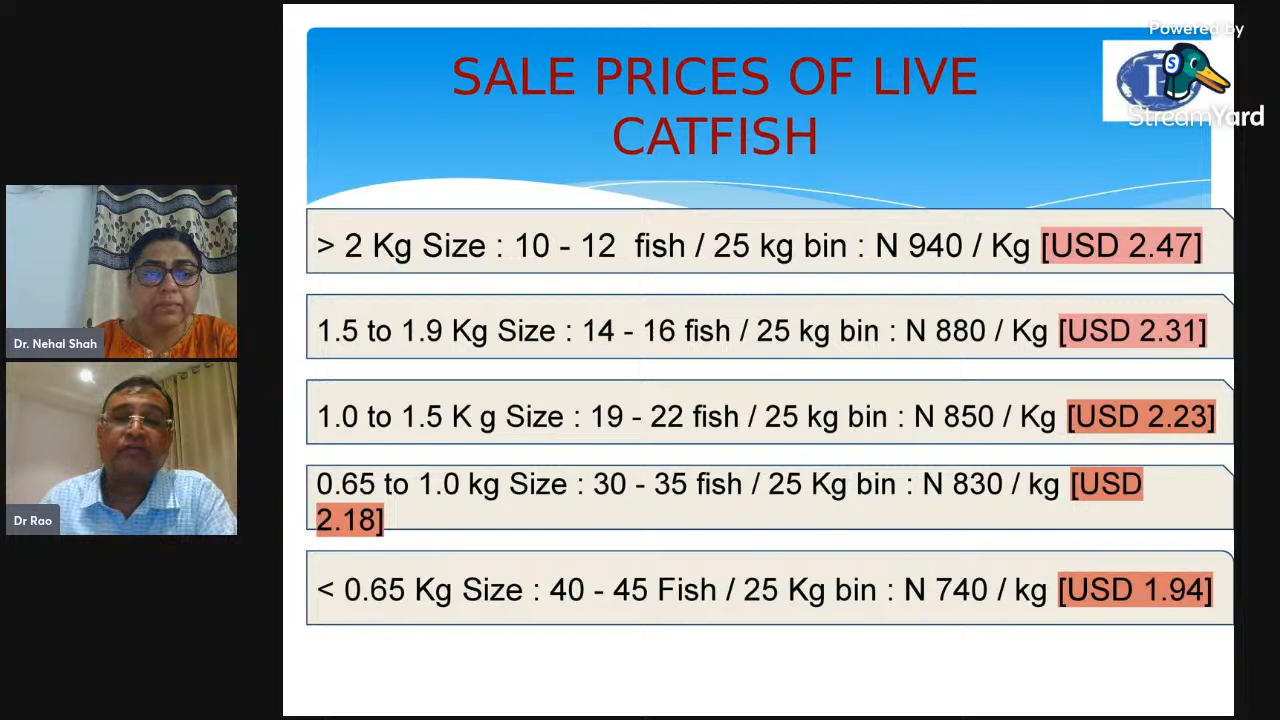 Powered by
StreamYard
SALE PRICES OF LIVE
CATFISH
> 2 Kg Size : 10 - 12 fish / 25 kg bin : N 940 / Kg [USD 2.47]
1.5 to 1.9 Kg Size : 14 - 16 fish / 25 kg bin : N 880 / Kg [USD 2.31]
1.0 to 1.5 K g Size : 19 - 22 fish / 25 kg bin : N 850 / Kg [USD 2.23]
0.65 to 1.0 kg Size : 30 - 35 fish / 25 Kg bin : N 830 / kg [USD
2.18]
< 0.65 Kg Size : 40 - 45 Fish / 25 Kg bin : N 740 / kg [USD 1.94]
Dr. Nehal Shah
Dr Rao